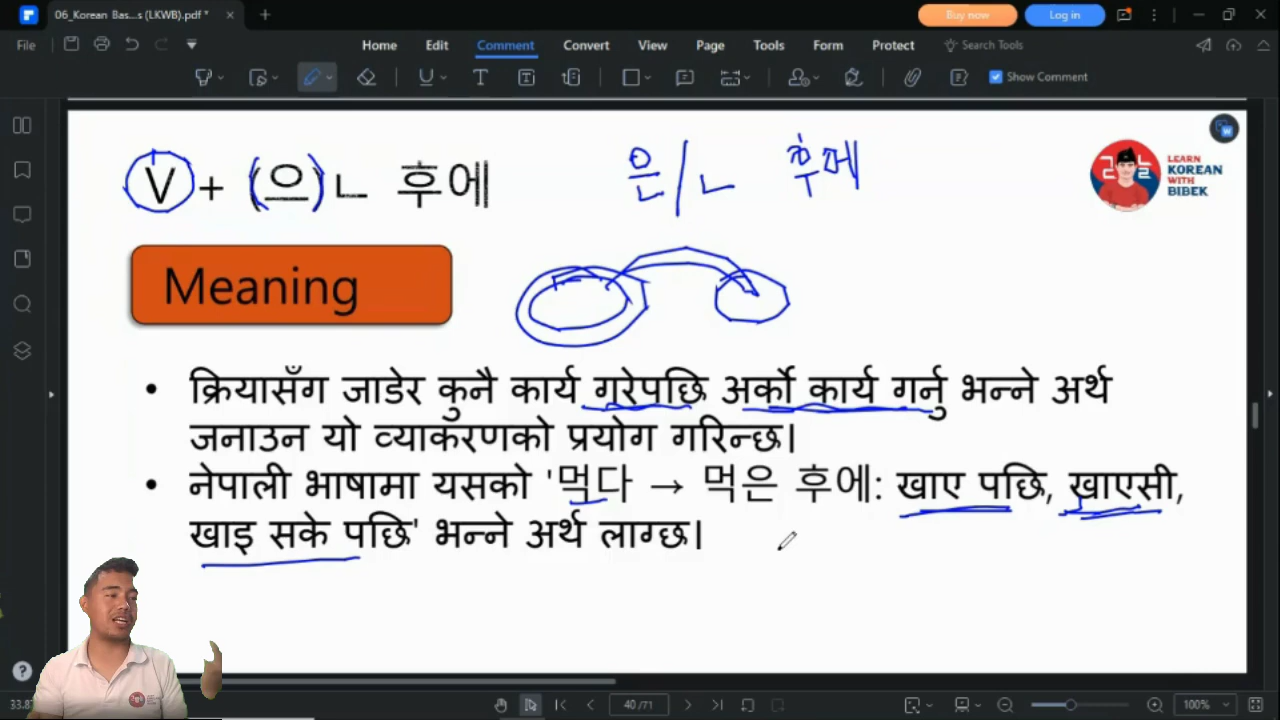 06_Korean Bas...s (LKWB).pdf *
Buy now
Log in
File
Home
Edit
Comment
Convert
View
Page
Tools
Form
Protect
Search Tools
Show Comment
V + (으)ㄴ 후에
은/ㄴ 후에
LEARN
KOREAN
WITH
BIBEK
Meaning
• क्रियासँग जाडेर कुनै कार्य गरेपछि अर्को कार्य गर्नु भन्ने अर्थ
जनाउन यो व्याकरणको प्रयोग गरिन्छ।
• नेपाली भाषामा यसको '먹다 → 먹은 후에: खाए पछि, खाएसी,
खाइ सके पछि' भन्ने अर्थ लाग्छ।
40/71
100%